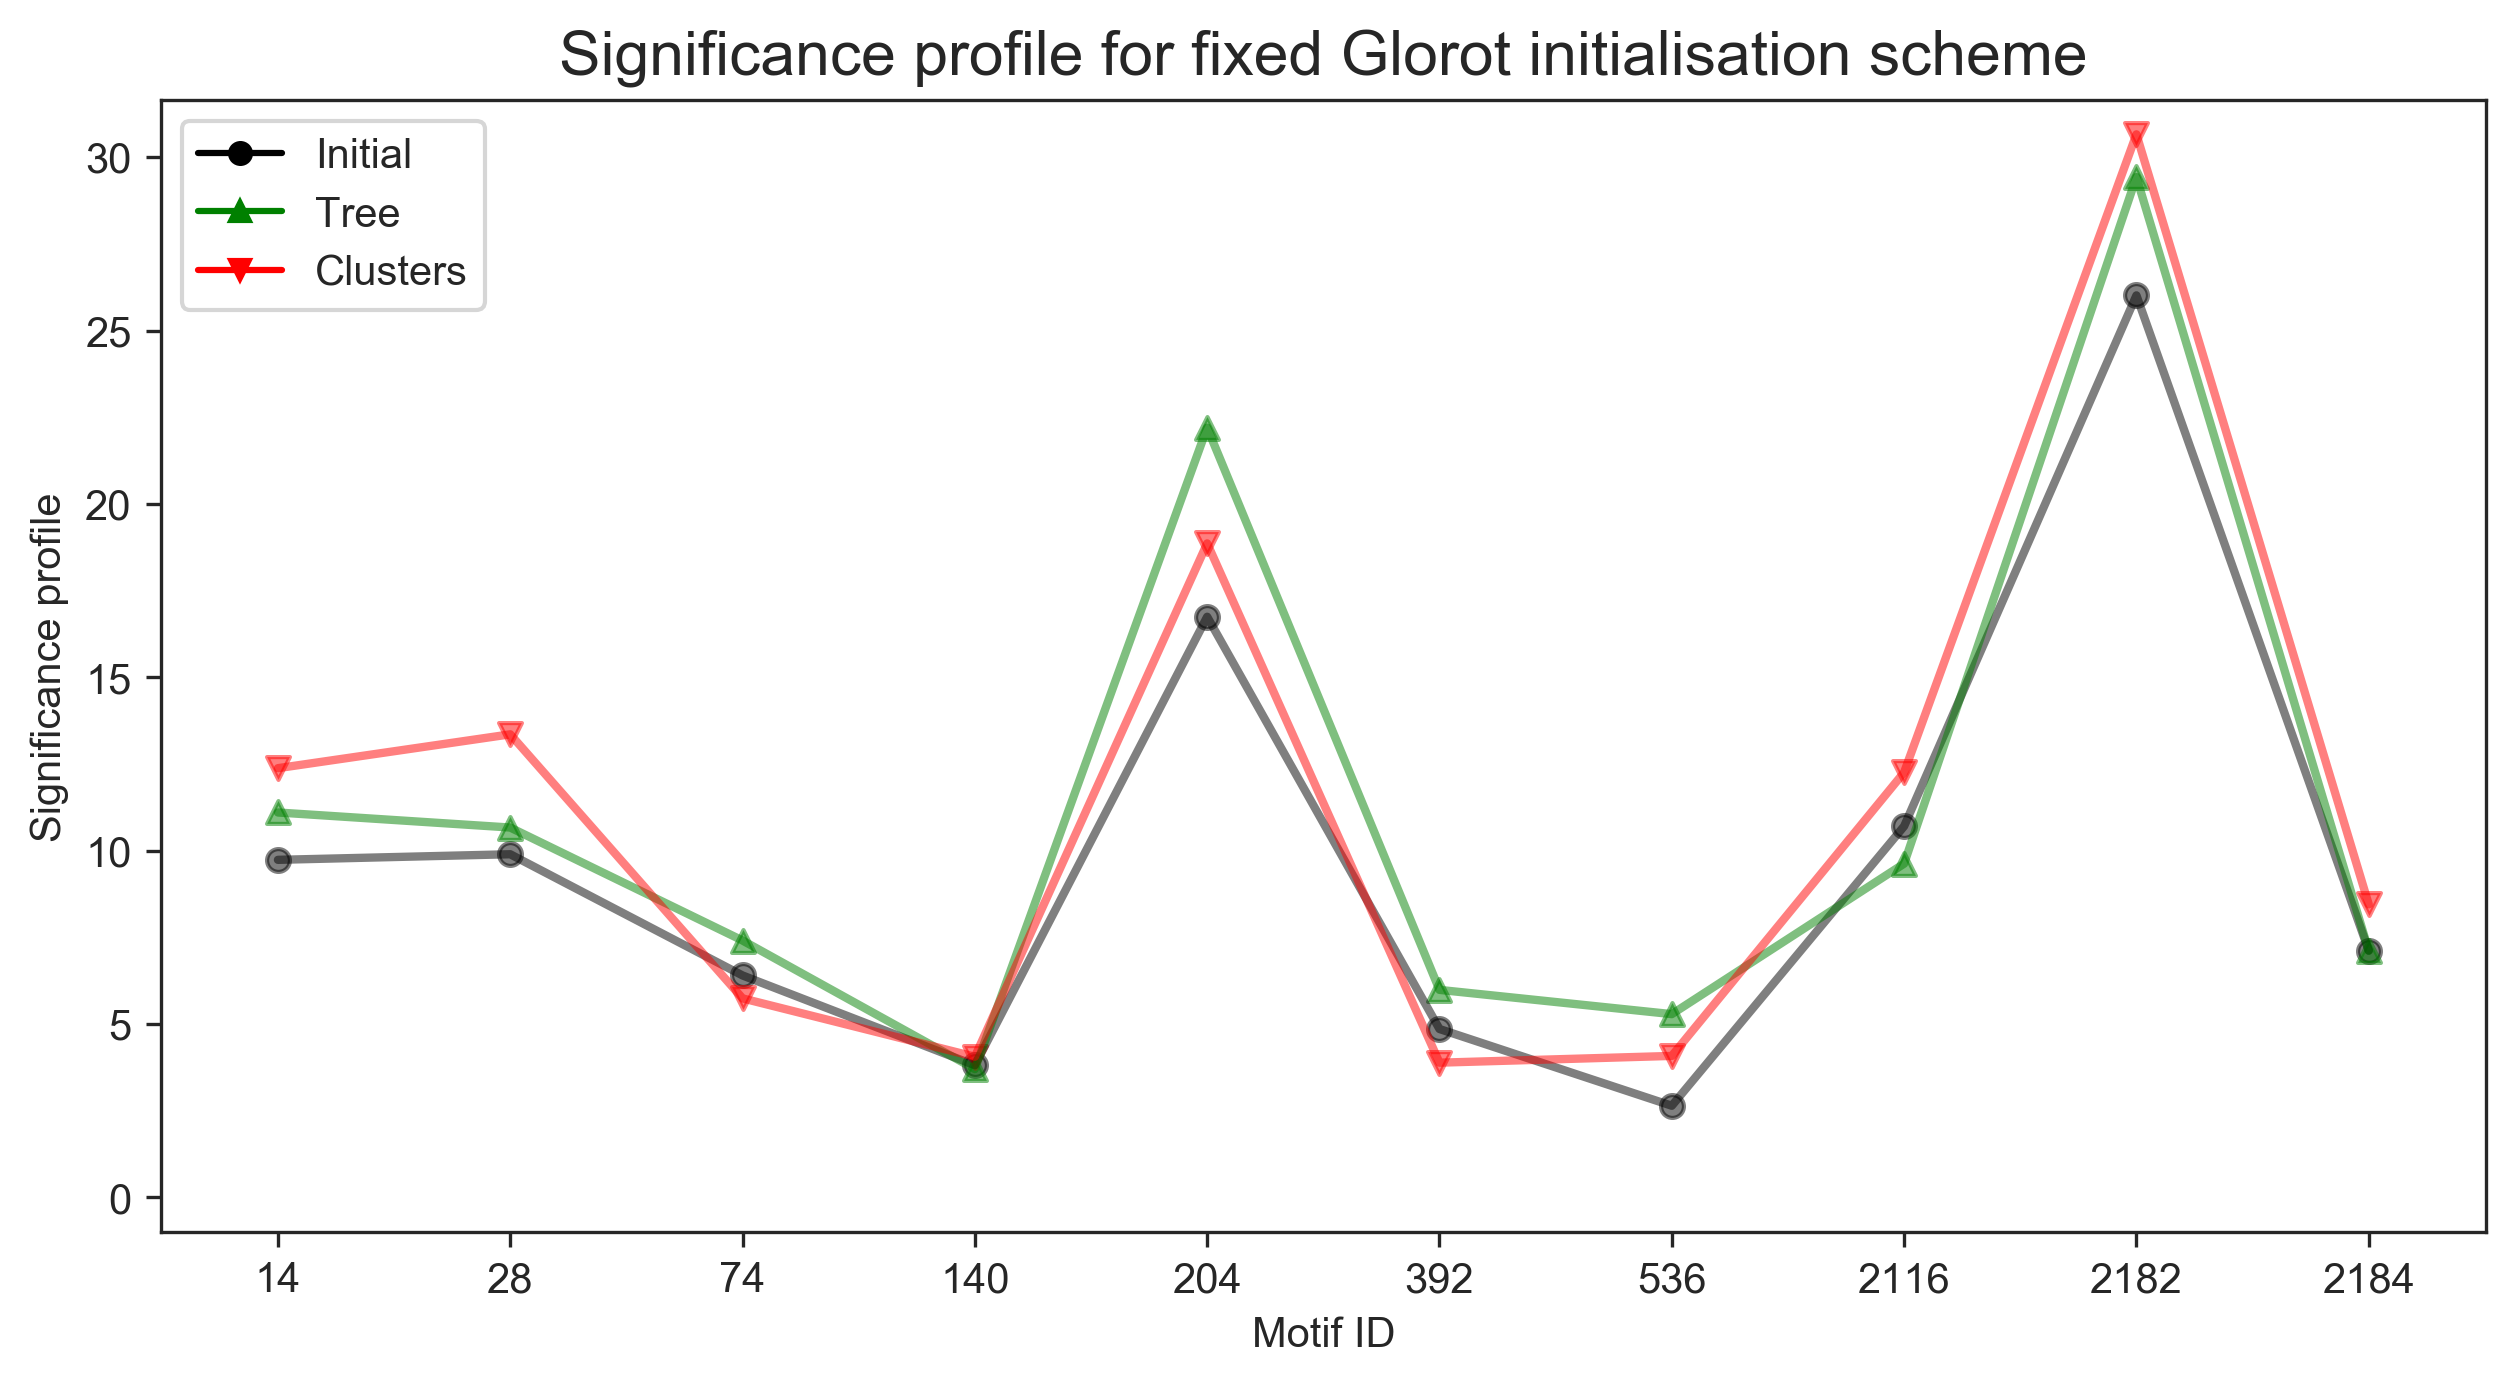 Significance profile for fixed Glorot initialisation scheme
Initial
Tree
Clusters
Significance profile
30
25
20
15
10
5
0
14 28 74 140 204 392 536 2116 2182 2184
Motif ID